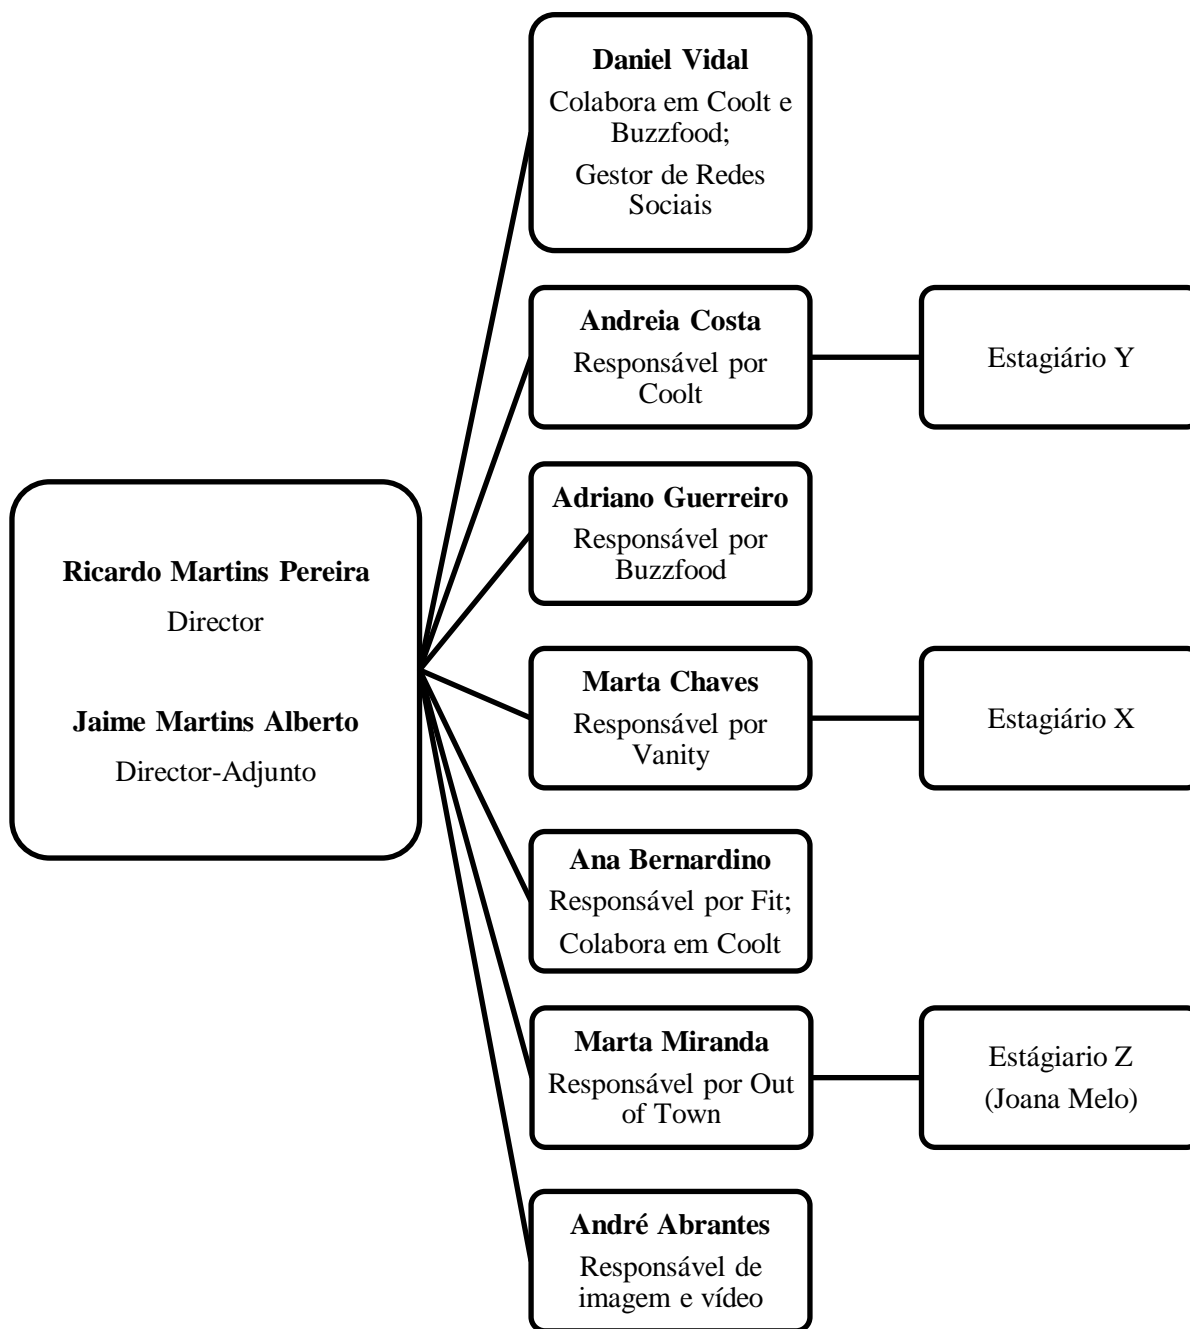 Daniel Vidal
Colabora em Coolt e
Buzzfood;
Gestor de Redes
Sociais
Andreia Costa
Responsável por
Coolt
Estagiário Y
Adriano Guerreiro
Responsável por
Buzzfood
Ricardo Martins Pereira
Director
Jaime Martins Alberto
Director-Adjunto
Marta Chaves
Responsável por
Vanity
Estagiário X
Ana Bernardino
Responsável por Fit;
Colabora em Coolt
Marta Miranda
Responsável por Out
of Town
Estágiario Z
(Joana Melo)
André Abrantes
Responsável de
imagem e vídeo